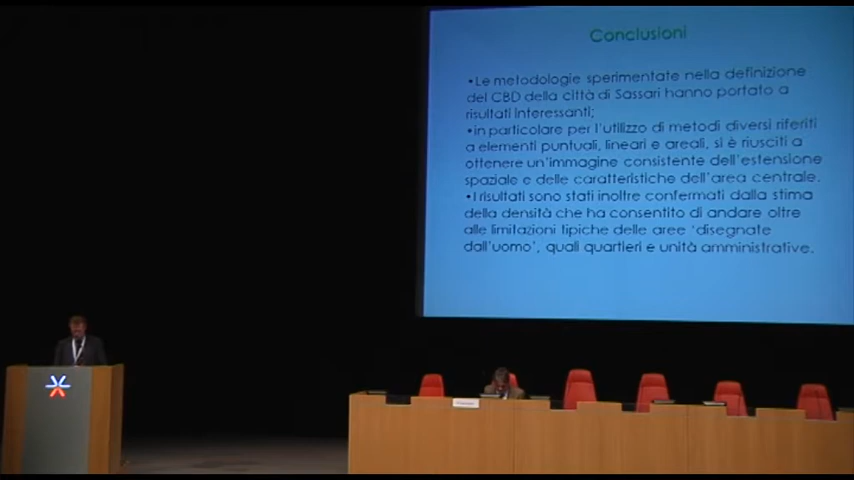 Conclusioni
•Le metodologie sperimentate nella definizione
del CBD della città di Sassari hanno portato a
risultati interessanti;
•in particolare per l'utilizzo di metodi diversi riferiti
a elementi puntuali, lineari e areali, si è riusciti a
ottenere un'immagine consistente dell'estensione
spaziale e delle caratteristiche dell'area centrale.
•I risultati sono stati inoltre confermati dalla stima
della densità che ha consentito di andare oltre
alle limitazioni tipiche delle aree 'disegnate
dall'uomo', quali quartieri e unità amministrative.